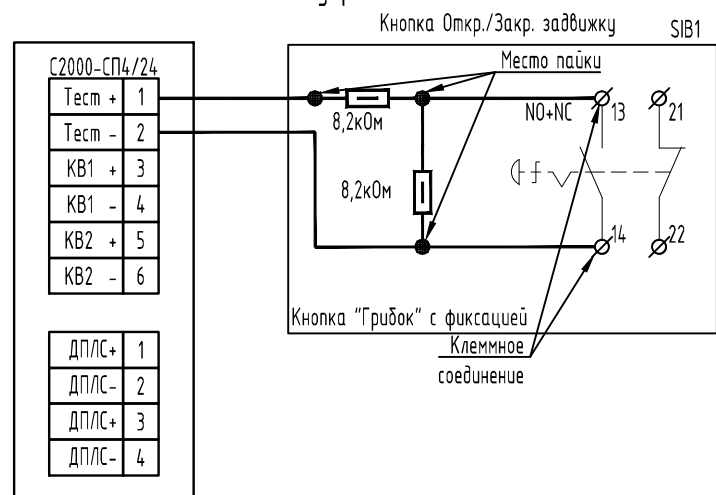 Кнопка Откр./Закр. задвижку
SIB1
С2000-СП4/24
Место пайки
Тест + 1
Тест - 2
КВ1 + 3
КВ1 - 4
КВ2 + 5
КВ2 - 6
8,2кОм
NO+NC
13
21
8,2кОм
14
22
Кнопка "Грибок" с фиксацией
Клеммное
соединение
ДПЛС+ 1
ДПЛС- 2
ДПЛС+ 3
ДПЛС- 4